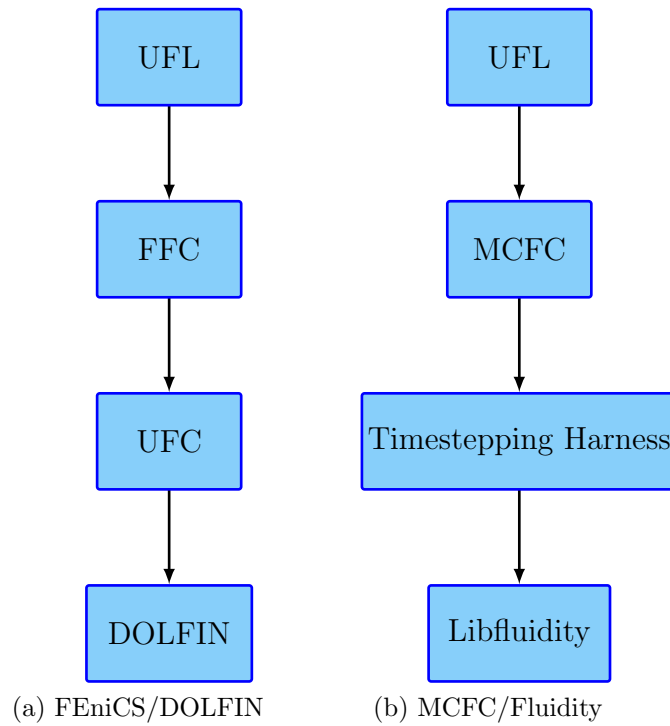 UFL
FFC
UFC
DOLFIN
(a) FEniCS/DOLFIN
UFL
MCFC
Timestepping Harness
Libfluidity
(b) MCFC/Fluidity